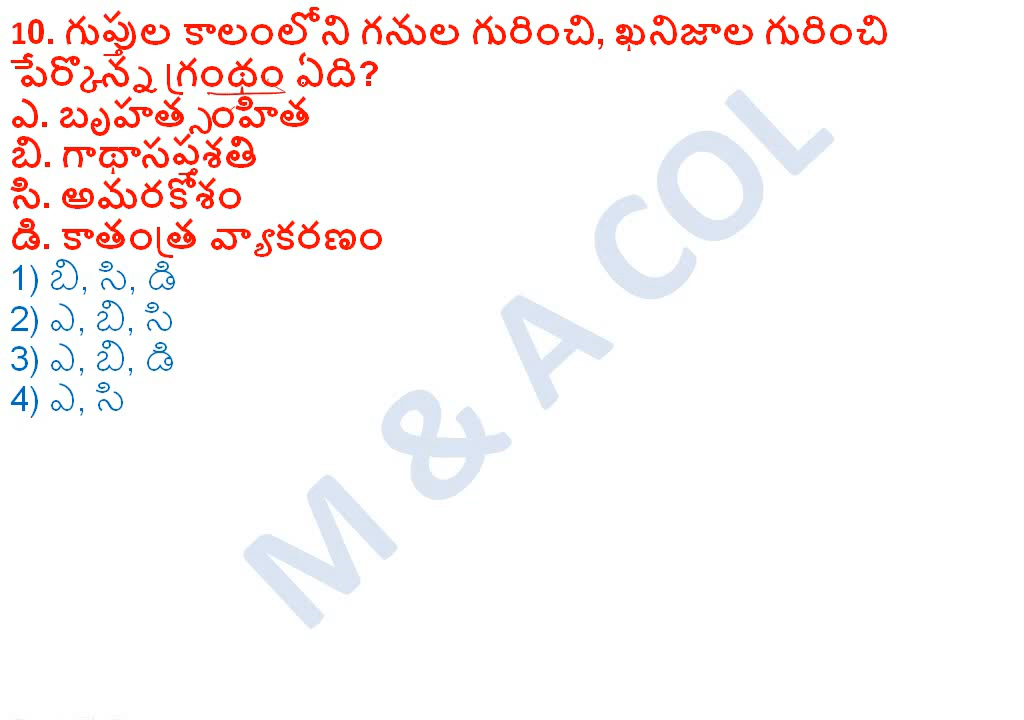 10. గుప్తుల కాలంలోని గనుల గురించి, ఖనిజాల గురించి
పేర్కొన్న గ్రంథం ఏది?
ఎ. బృహత్సంహిత
బి. గాథాసప్తశతి
సి. అమరకోశం
డి. కాతంత్ర వ్యాకరణం
1) బి, సి, డి
2) ఎ, బి, సి
3) ఎ, బి, డి
4) ఎ, సి
M & A COL